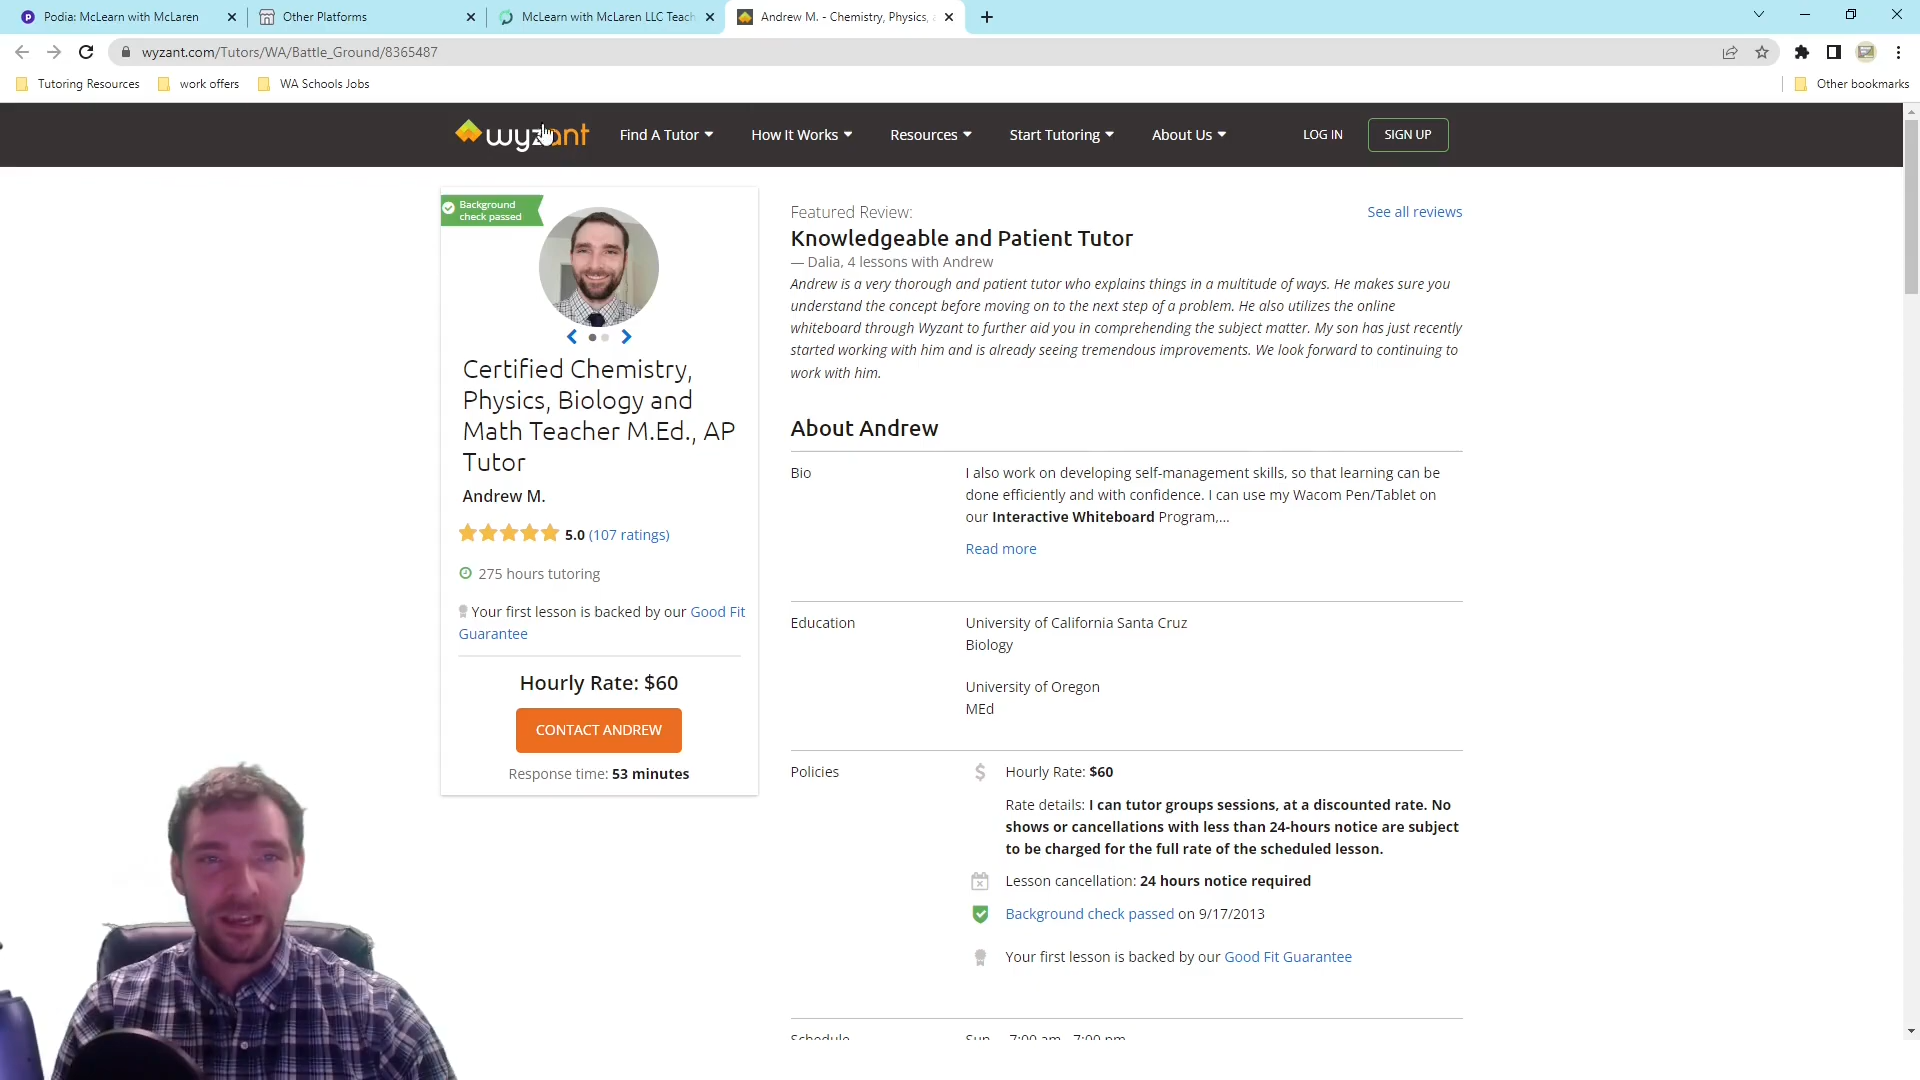 Podia: McLearn with McLaren
Other Platforms
McLearn with McLaren LLC Teach
Andrew M. - Chemistry, Physics,
wyzant.com/Tutors/WA/Battle_Ground/8365487
Tutoring Resources
work offers
WA Schools Jobs
Other bookmarks
wyzant
Find A Tutor
How It Works
Resources
Start Tutoring
About Us
LOG IN
SIGN UP
Background
check passed
Certified Chemistry,
Physics, Biology and
Math Teacher M.Ed., AP
Tutor
Andrew M.
5.0 (107 ratings)
275 hours tutoring
Your first lesson is backed by our Good Fit
Guarantee
Hourly Rate: $60
CONTACT ANDREW
Response time: 53 minutes
Featured Review:
See all reviews
Knowledgeable and Patient Tutor
— Dalia, 4 lessons with Andrew
Andrew is a very thorough and patient tutor who explains things in a multitude of ways. He makes sure you
understand the concept before moving on to the next step of a problem. He also utilizes the online
whiteboard through Wyzant to further aid you in comprehending the subject matter. My son has just recently
started working with him and is already seeing tremendous improvements. We look forward to continuing to
work with him.
About Andrew
Bio
I also work on developing self-management skills, so that learning can be
done efficiently and with confidence. I can use my Wacom Pen/Tablet on
our Interactive Whiteboard Program,...
Read more
Education
University of California Santa Cruz
Biology
University of Oregon
MEd
Policies
Hourly Rate: $60
Rate details: I can tutor groups sessions, at a discounted rate. No
shows or cancellations with less than 24-hours notice are subject
to be charged for the full rate of the scheduled lesson.
Lesson cancellation: 24 hours notice required
Background check passed on 9/17/2013
Your first lesson is backed by our Good Fit Guarantee
Schedule
Sun 7:00 am - 7:00 pm